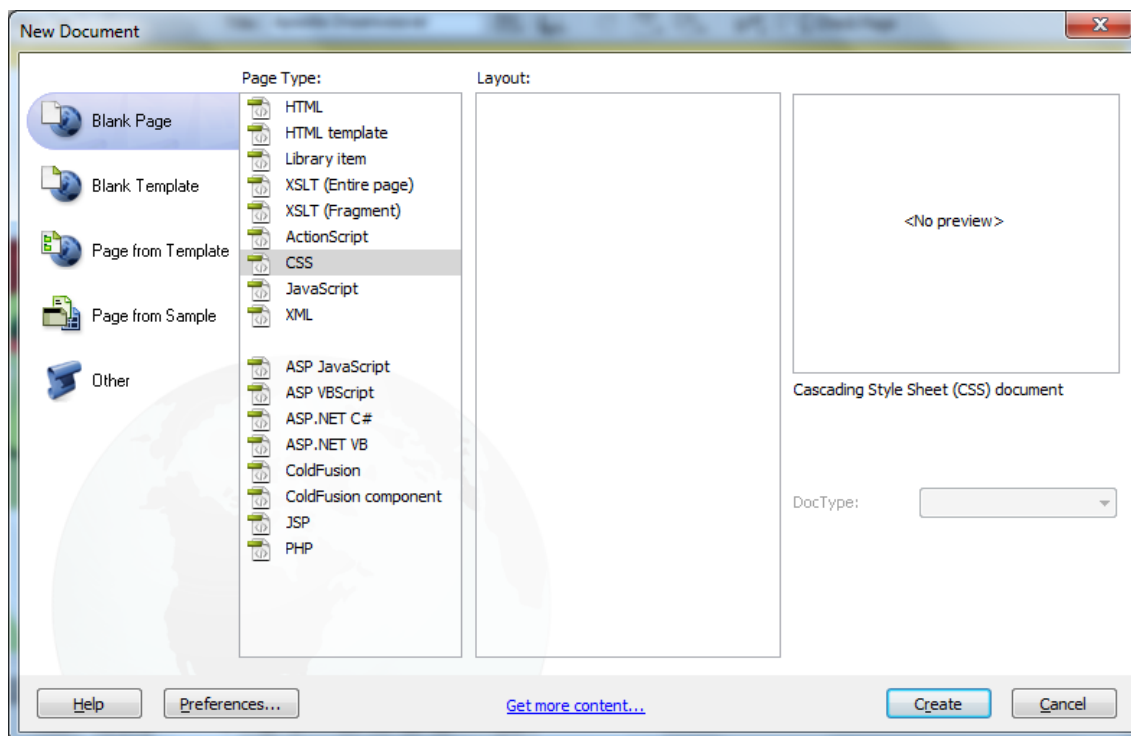 New Document
Page Type:
Layout:
Blank Page
Blank Template
Page from Template
Page from Sample
Other
HTML
HTML template
Library item
XSLT (Entire page)
XSLT (Fragment)
ActionScript
CSS
JavaScript
XML
ASP JavaScript
ASP VBScript
ASP.NET C#
ASP.NET VB
ColdFusion
ColdFusion component
JSP
PHP
<No preview>
Cascading Style Sheet (CSS) document
DocType:
Help
Preferences...
Get more content...
Create
Cancel